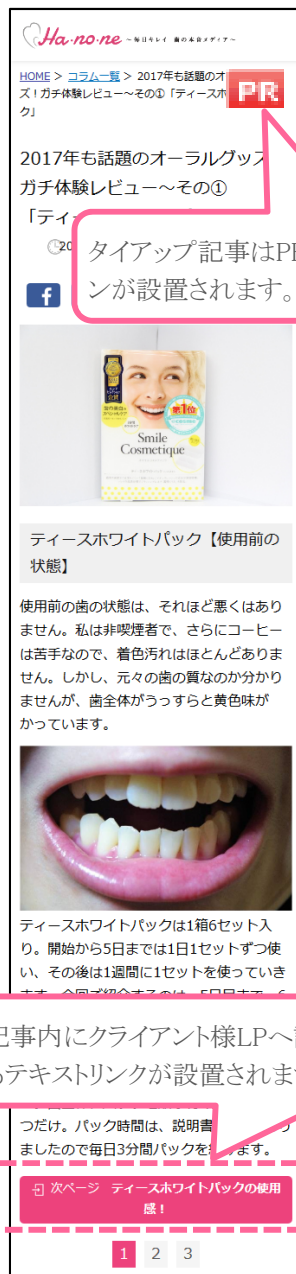 Ha·no·ne ～毎日キレイ 歯の本音メディア～
HOME > コラム一覧 > 2017年も話題のオ
ズ！ガチ体験レビュー～その①「ティースホ
ク」
PR
2017年も話題のオーラルグッズ
ガチ体験レビュー～その①
「ティー
20
タイアップ記事はPR
ンが設置されます。
f
第1位
Smile
Cosmetique
ティースホワイトパック【使用前の
状態】
使用前の歯の状態は、それほど悪くはあり
ません。私は非喫煙者で、さらにコーヒー
は苦手なので、着色汚れはほとんどありま
せん。しかし、元々の歯の質なのか分かり
ませんが、歯全体がうっすらと黄色味が
かっています。
ティースホワイトパックは1箱6セット入
り。開始から5日までは1日1セットずつ使
い、その後は1週間に1セットを使っていき
記事内にクライアント様LPへ
るテキストリンクが設置されま
つだけ。パック時間は、説明書
ましたので毎日3分間パックを
ます。
次ページ ティースホワイトパックの使用
感！
1 2 3